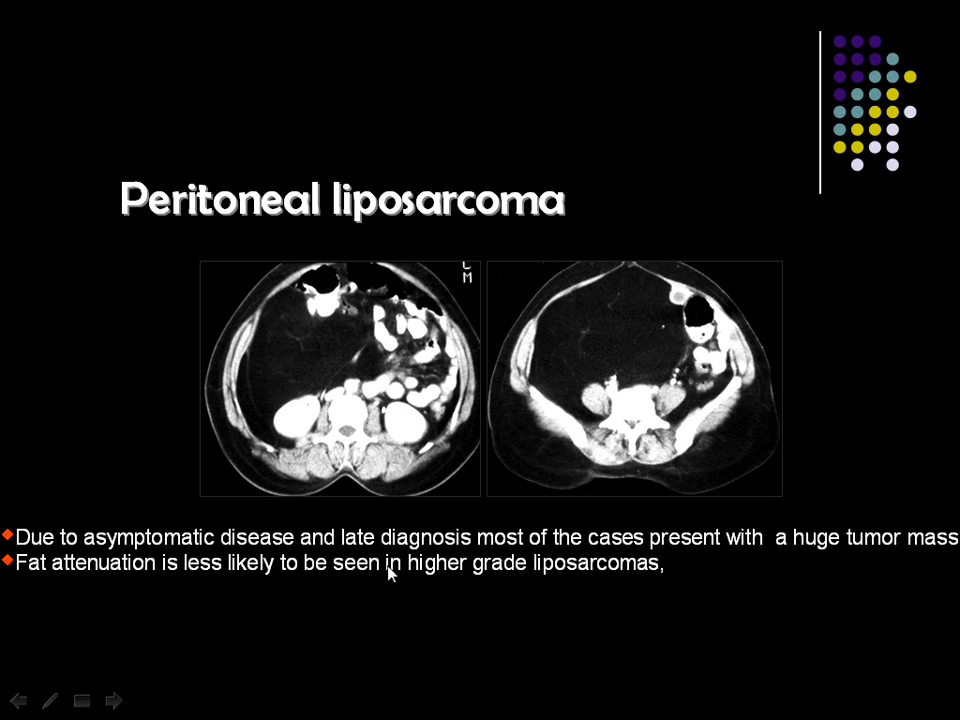 Peritoneal liposarcoma
L
M
Due to asymptomatic disease and late diagnosis most of the cases present with a huge tumor mass
Fat attenuation is less likely to be seen in higher grade liposarcomas,